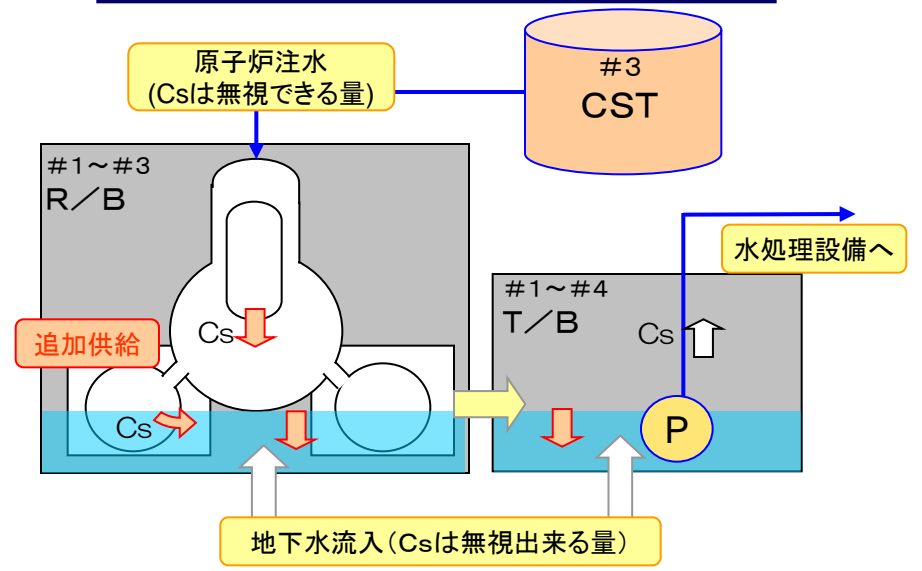 原子炉注水
(Csは無視できる量)
#3
CST
#1~#3
R/B
水処理設備へ
#1~#4
T/B
Cs
Cs
追加供給
Cs
P
地下水流入(Csは無視出来る量)